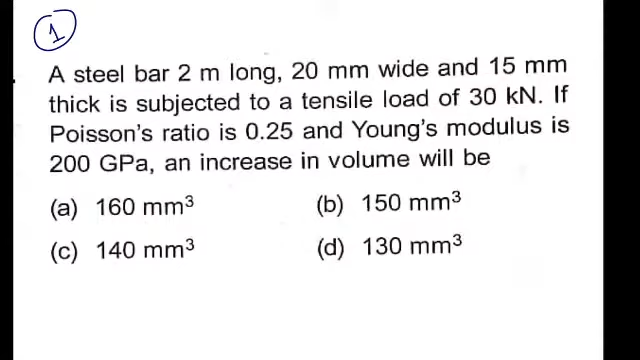 1
A steel bar 2 m long, 20 mm wide and 15 mm
thick is subjected to a tensile load of 30 kN. If
Poisson's ratio is 0.25 and Young's modulus is
200 GPa, an increase in volume will be
(a) 160 mm³ (b) 150 mm³
(c) 140 mm³ (d) 130 mm³